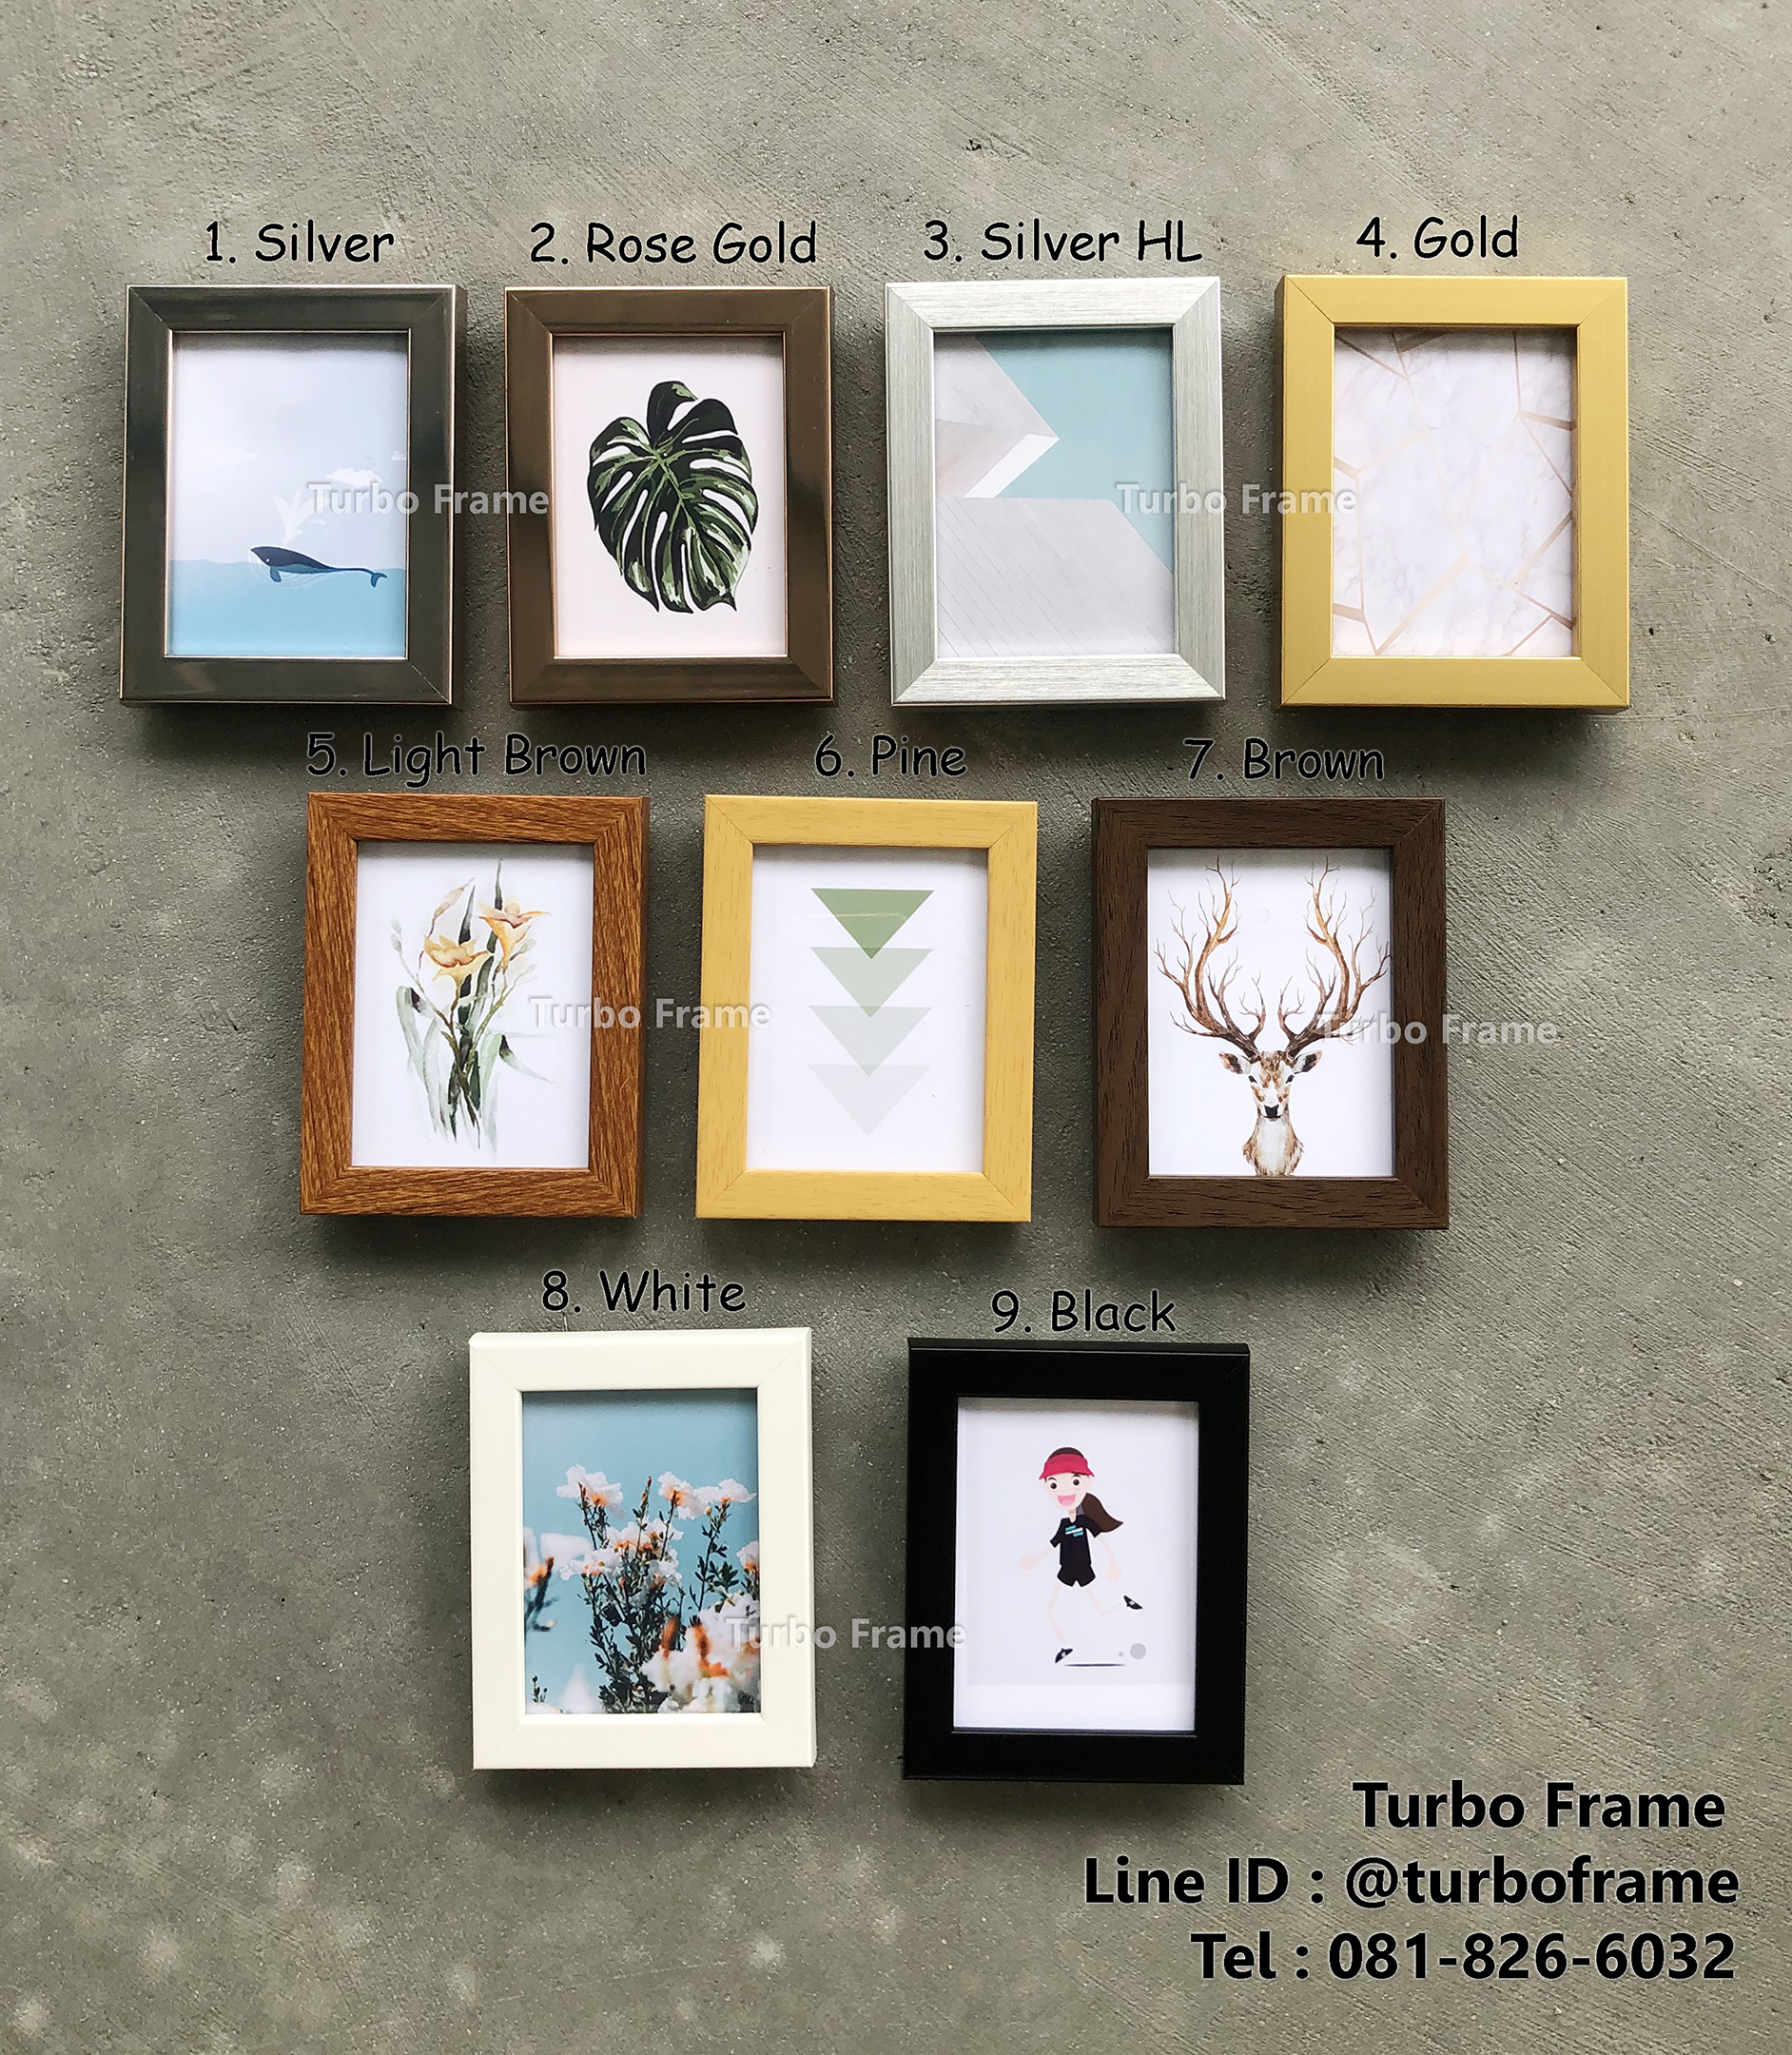 1. Silver
2. Rose Gold
3. Silver HL
4. Gold
Turbo Frame
Turbo Frame
5. Light Brown
6. Pine
7. Brown
Turbo Frame
Turbo Frame
8. White
9. Black
Turbo Frame
Turbo Frame
Line ID : @turboframe
Tel : 081-826-6032